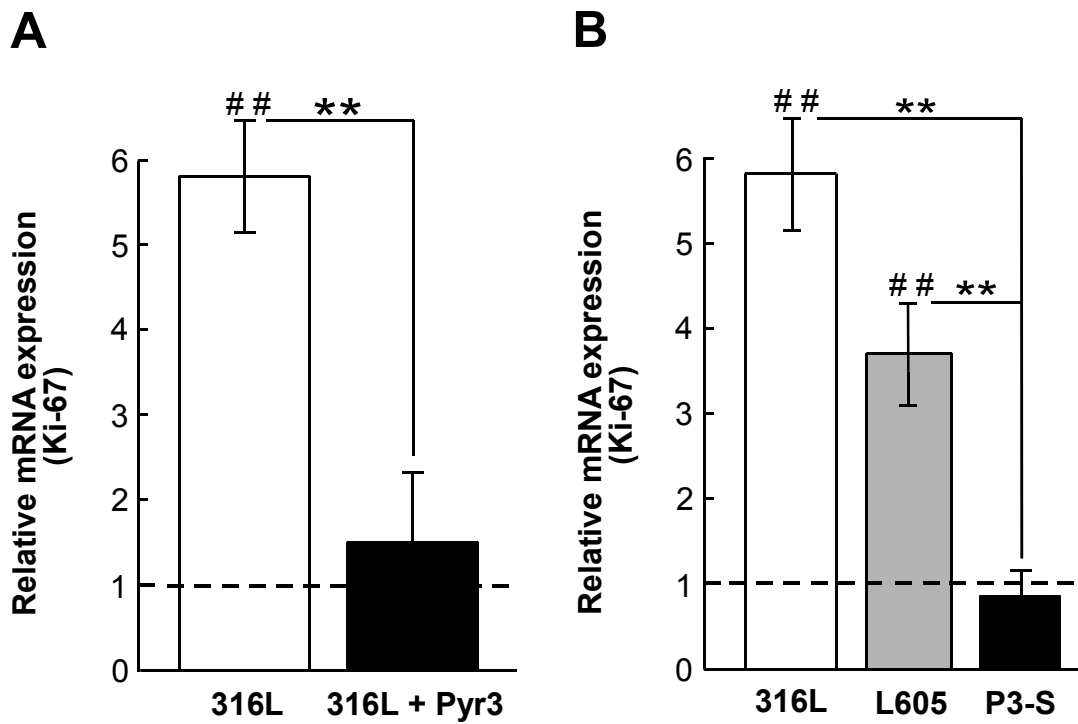 A
## **
6
5
4
3
2
1
0
Relative mRNA expression
(Ki-67)
316L
316L + Pyr3
B
## **
## **
6
5
4
3
2
1
0
Relative mRNA expression
(Ki-67)
316L
L605
P3-S